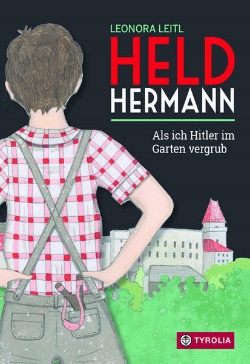 LEONORA LEITL
HELD
HERMANN
Als ich Hitler im
Garten vergrub
TYROLIA